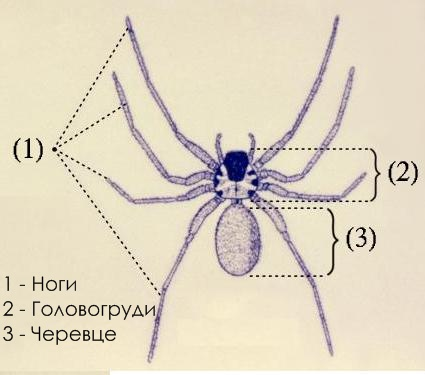 (1)
(2)
(3)
1 - Ноги
2 - Головогруди
3 - Черевце